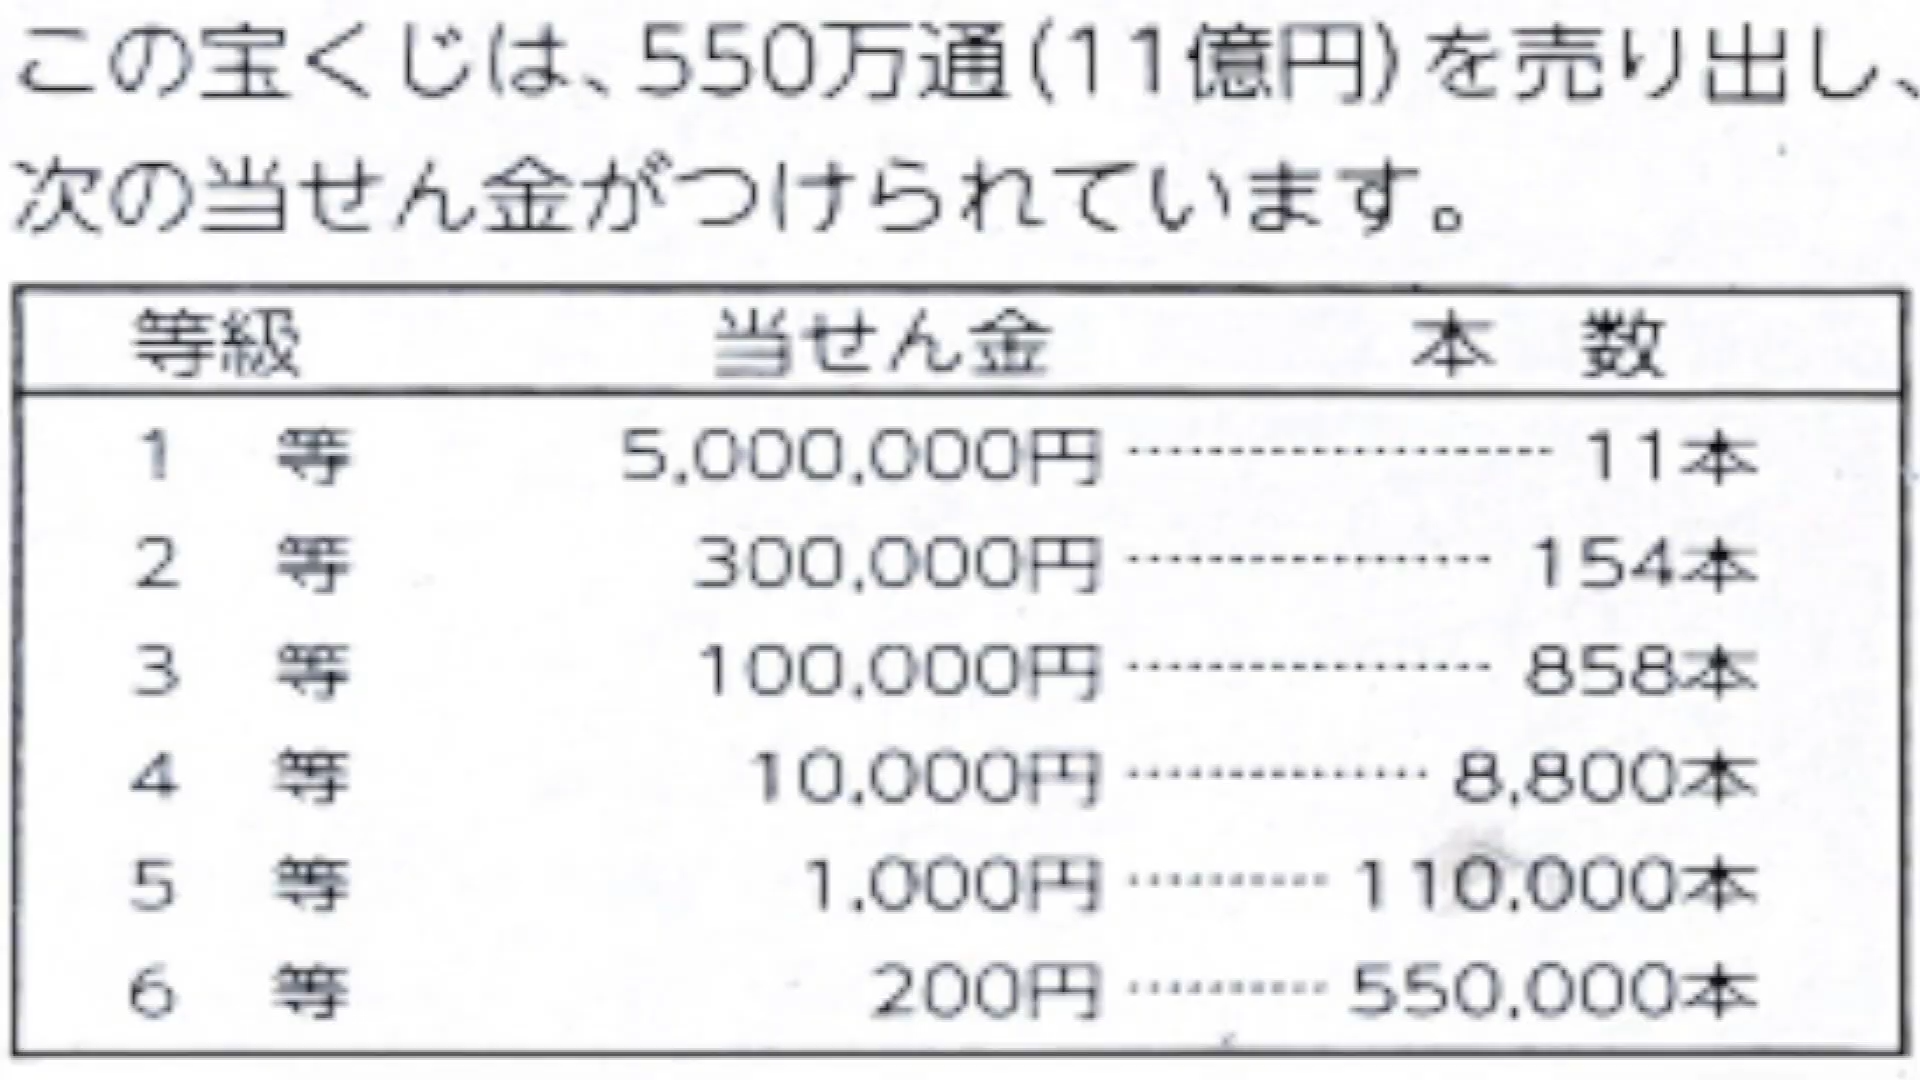 この宝くじは、550万通(11億円)を売り出し、
次の当せん金がつけられています。
等級 当せん金 本 数
1 等 5,000,000円 ……………… 11本
2 等 300,000円 …………… 154本
3 等 100,000円 …………… 858本
4 等 10,000円 ………… 8,800本
5 等 1,000円 ……… 110,000本
6 等 200円 ……… 550,000本